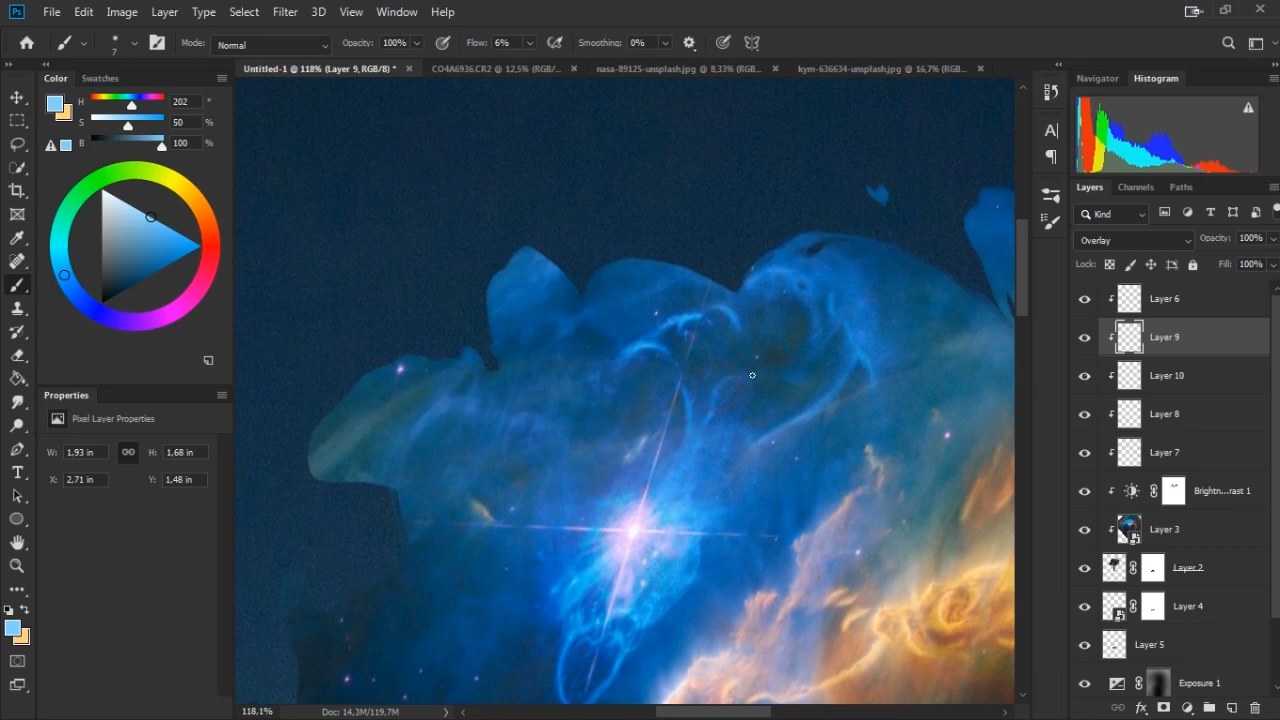 Ps File Edit Image Layer Type Select Filter 3D View Window Help
7 Mode: Normal Opacity: 100% Flow: 6% Smoothing: 0%
Untitled-1 @ 118% (Layer 9, RGB/8) * CO4A6936.CR2 @ 12,5% (RGB/... nasa-89125-unsplash.jpg @ 8,33% (RGB... kym-636634-unsplash.jpg @ 16,7% (RGB...
Color Swatches
H 202 °
S 50 %
B 100 %
Properties
Pixel Layer Properties
W: 1,93 in H: 1,68 in
X: 2,71 in Y: 1,48 in
118,1% Doc: 14,3M/119,7M
Navigator Histogram
Layers Channels Paths
Kind
Overlay Opacity: 100%
Lock: Fill: 100%
Layer 6
Layer 9
Layer 10
Layer 8
Layer 7
Brightn...rast 1
Layer 3
Layer 2
Layer 4
Layer 5
Exposure 1